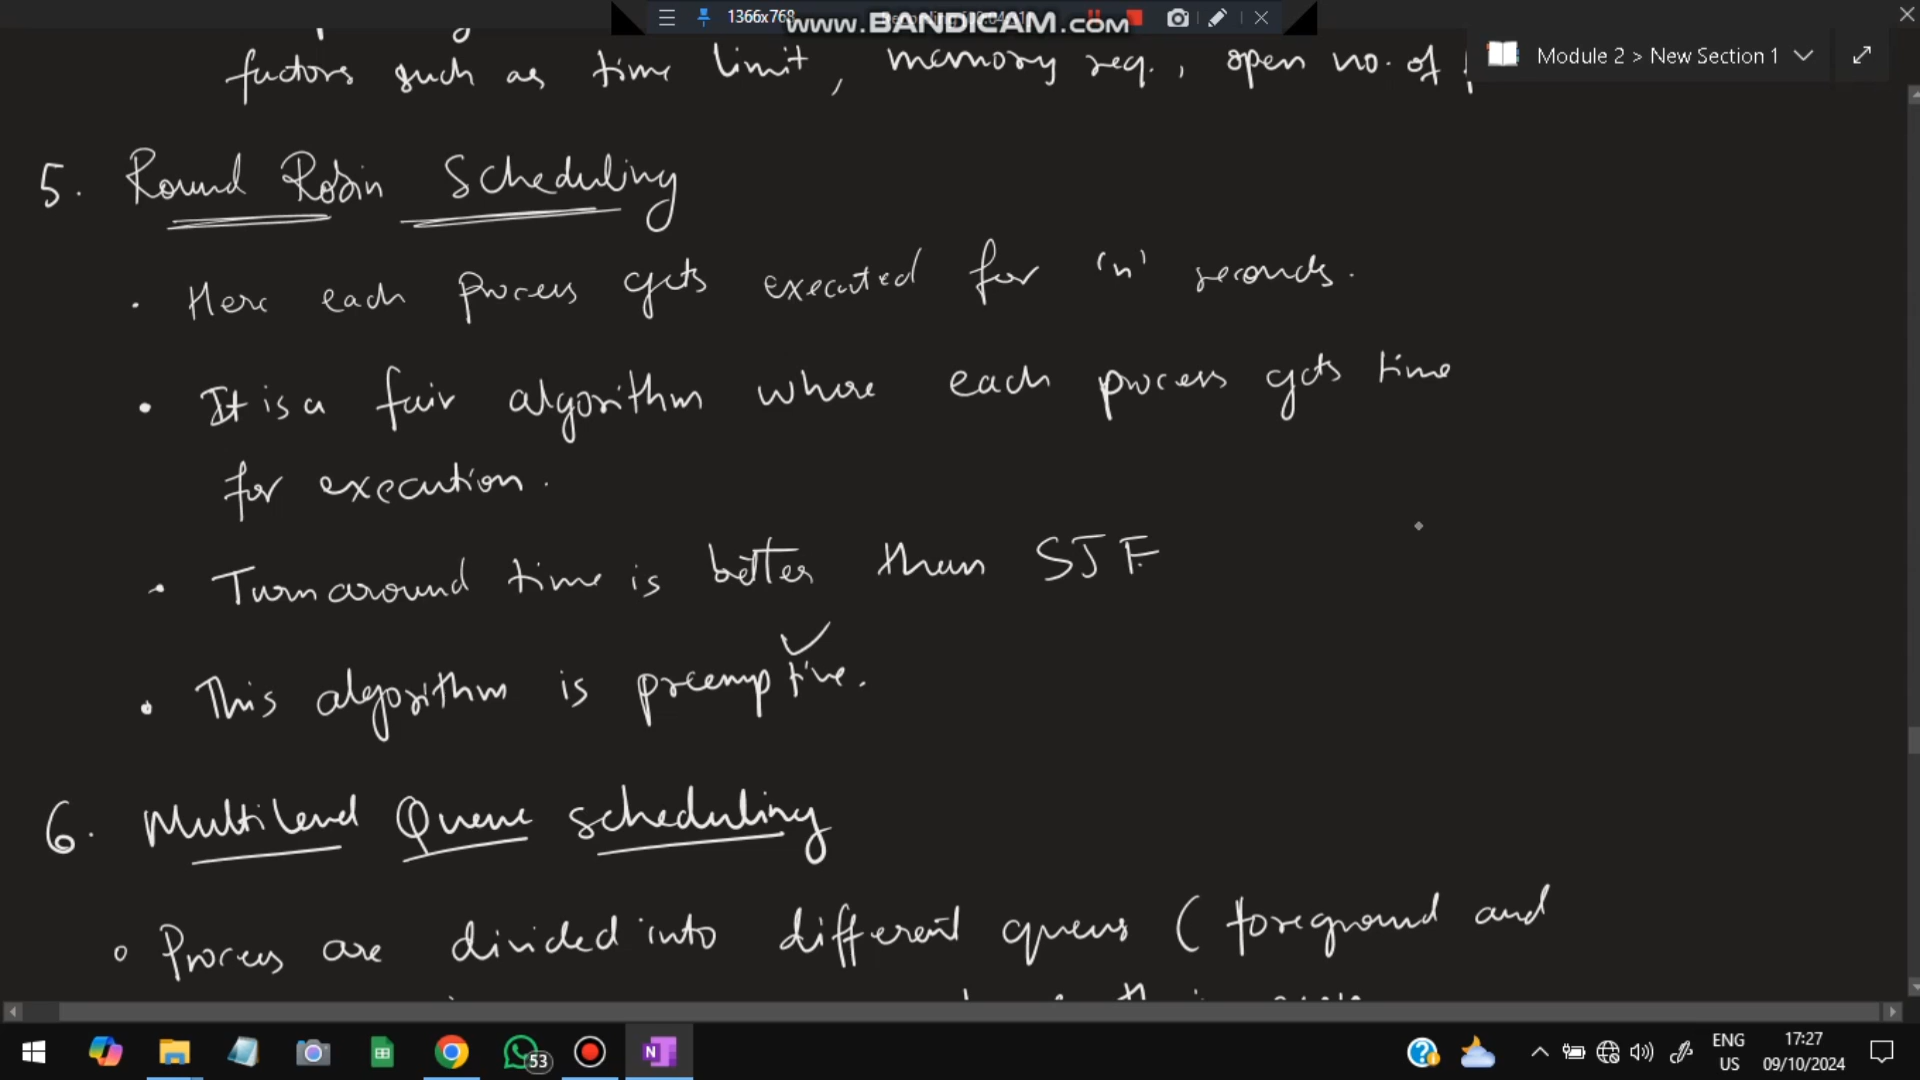 1366x768
www.BANDICAM.com
Module 2 > New Section 1
factors such as time limit, memory req., open no. of
5. Round Robin Scheduling
· Here each process gets executed for 'n' seconds.
· It is a fair algorithm where each process gets time
for execution.
· Turnaround time is better than SJF
· This algorithm is preemptive.
6. Multilevel Queue scheduling
o Process are divided into different queues ( foreground and
53
N
ENG
US
17:27
09/10/2024